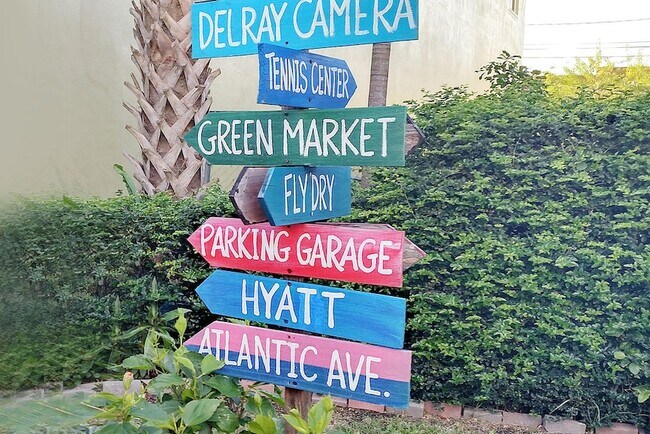 DELRAY CAMERA
TENNIS CENTER
GREEN MARKET
FLY DRY
PARKING GARAGE
HYATT
ATLANTIC AVE.